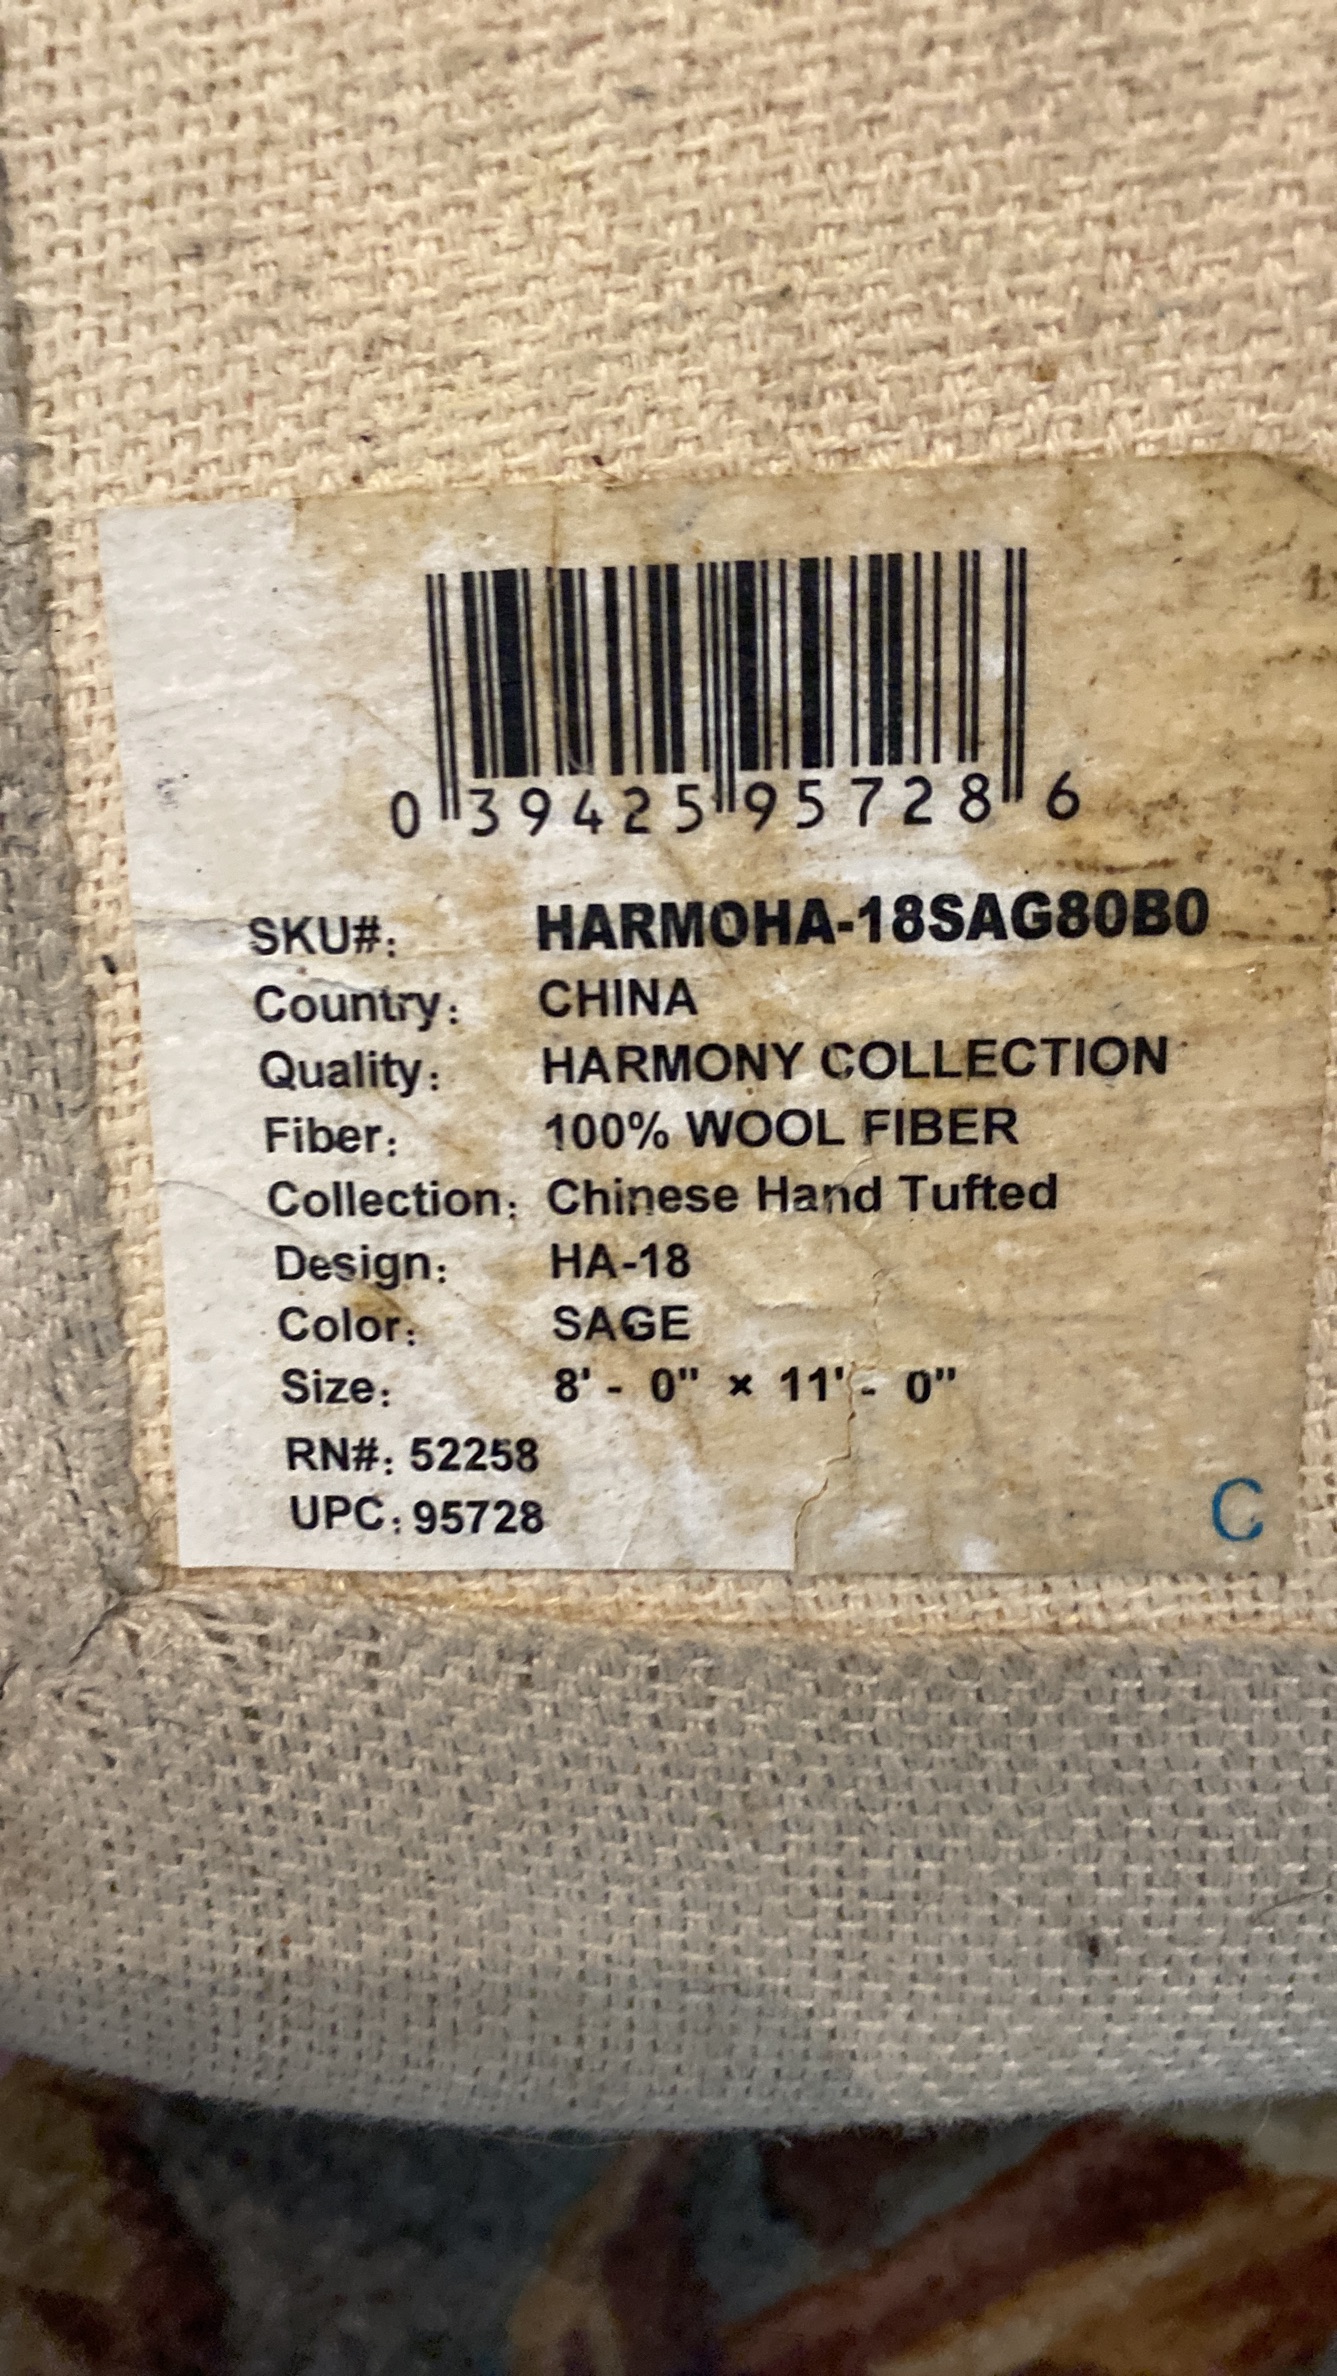 0 39425 95728 6
SKU#: HARMOHA-18SAG80B0
Country: CHINA
Quality: HARMONY COLLECTION
Fiber: 100% WOOL FIBER
Collection: Chinese Hand Tufted
Design: HA-18
Color: SAGE
Size: 8' - 0" × 11' - 0"
RN#: 52258
UPC: 95728
C